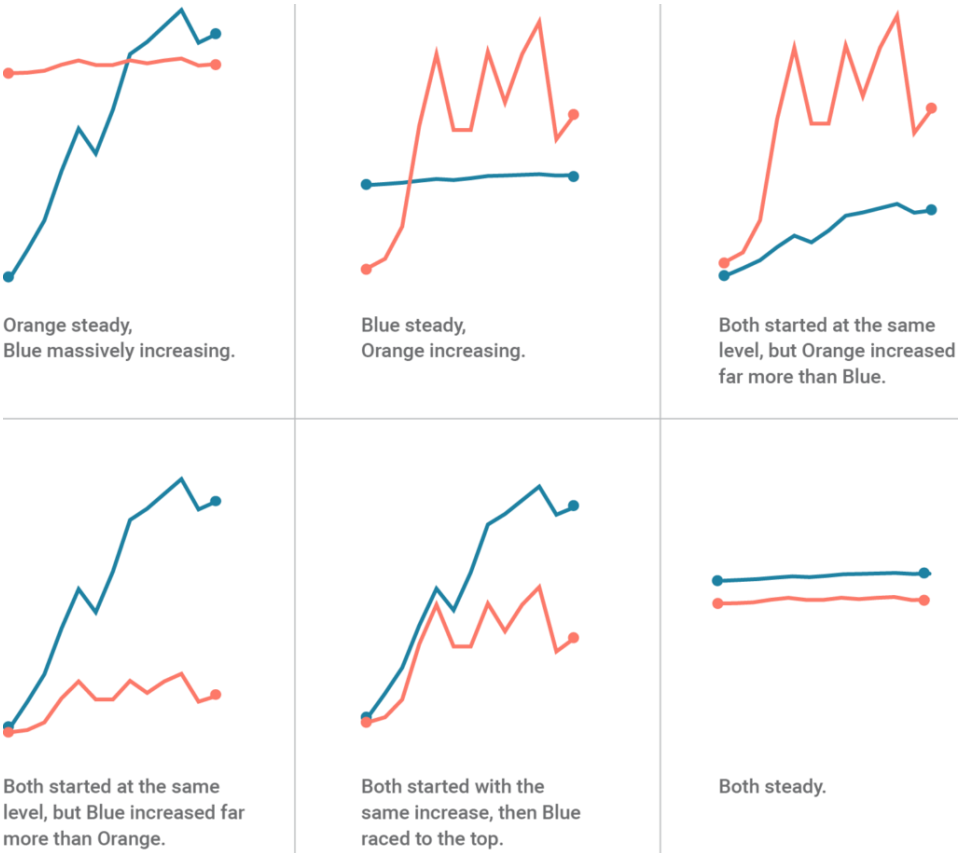 Orange steady,
Blue massively increasing.
Blue steady,
Orange increasing.
Both started at the same
level, but Orange increased
far more than Blue.
Both started at the same
level, but Blue increased far
more than Orange.
Both started with the
same increase, then Blue
raced to the top.
Both steady.